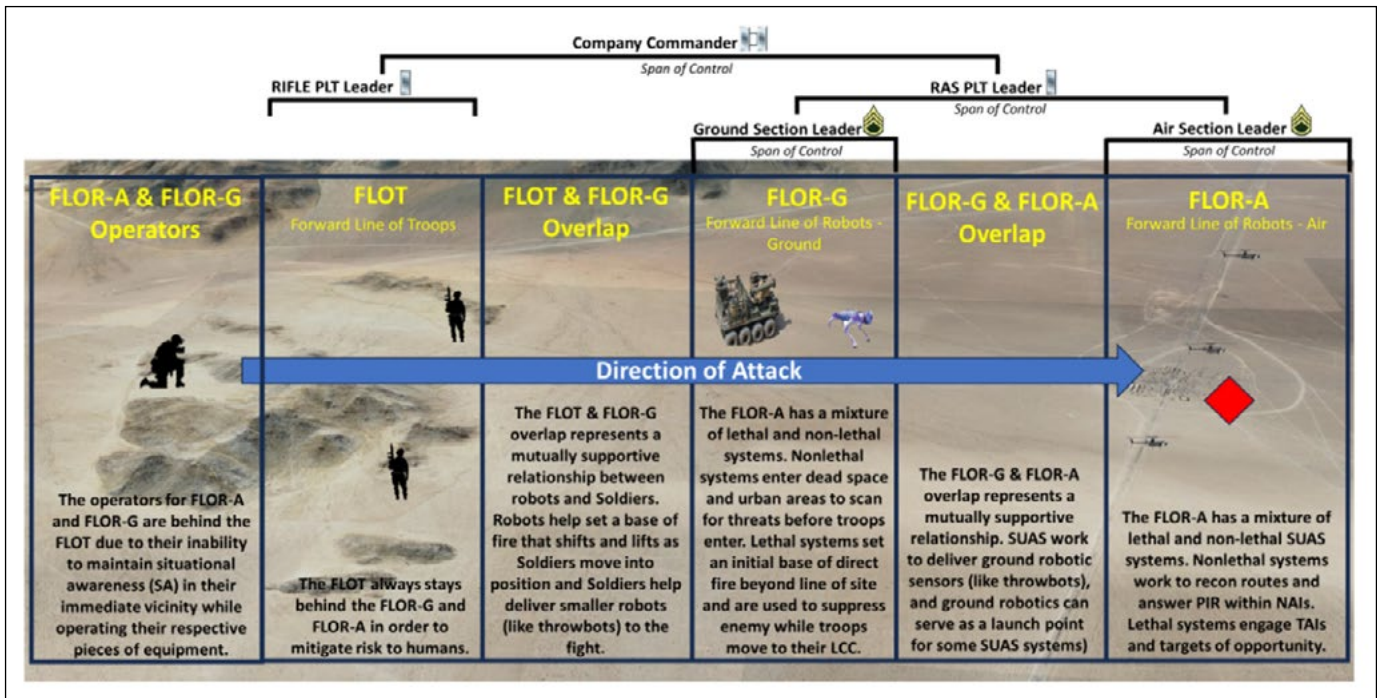 Company Commander
Span of Control
RIFLE PLT Leader
RAS PLT Leader
Span of Control
Ground Section Leader
Span of Control
Air Section Leader
Span of Control
FLOR-A & FLOR-G
Operators
The operators for FLOR-A
and FLOR-G are behind the
FLOT due to their inability
to maintain situational
awareness (SA) in their
immediate vicinity while
operating their respective
pieces of equipment.
FLOT
Forward Line of Troops
The FLOT always stays
behind the FLOR-G and
FLOR-A in order to
mitigate risk to humans.
FLOT & FLOR-G
Overlap
The FLOT & FLOR-G
overlap represents a
mutually supportive
relationship between
robots and Soldiers.
Robots help set a base of
fire that shifts and lifts as
Soldiers move into
position and Soldiers help
deliver smaller robots
(like throwbots) to the
fight.
FLOR-G
Forward Line of Robots -
Ground
The FLOR-A has a mixture
of lethal and non-lethal
systems. Nonlethal
systems enter dead space
and urban areas to scan
for threats before troops
enter. Lethal systems set
an initial base of direct
fire beyond line of site
and are used to suppress
enemy while troops
move to their LCC.
FLOR-G & FLOR-A
Overlap
The FLOR-G & FLOR-A
overlap represents a
mutually supportive
relationship. SUAS work
to deliver ground robotic
sensors (like throwbots),
and ground robotics can
serve as a launch point
for some SUAS systems)
FLOR-A
Forward Line of Robots - Air
The FLOR-A has a mixture of
lethal and non-lethal SUAS
systems. Nonlethal systems
work to recon routes and
answer PIR within NAIs.
Lethal systems engage TAIs
and targets of opportunity.
Direction of Attack